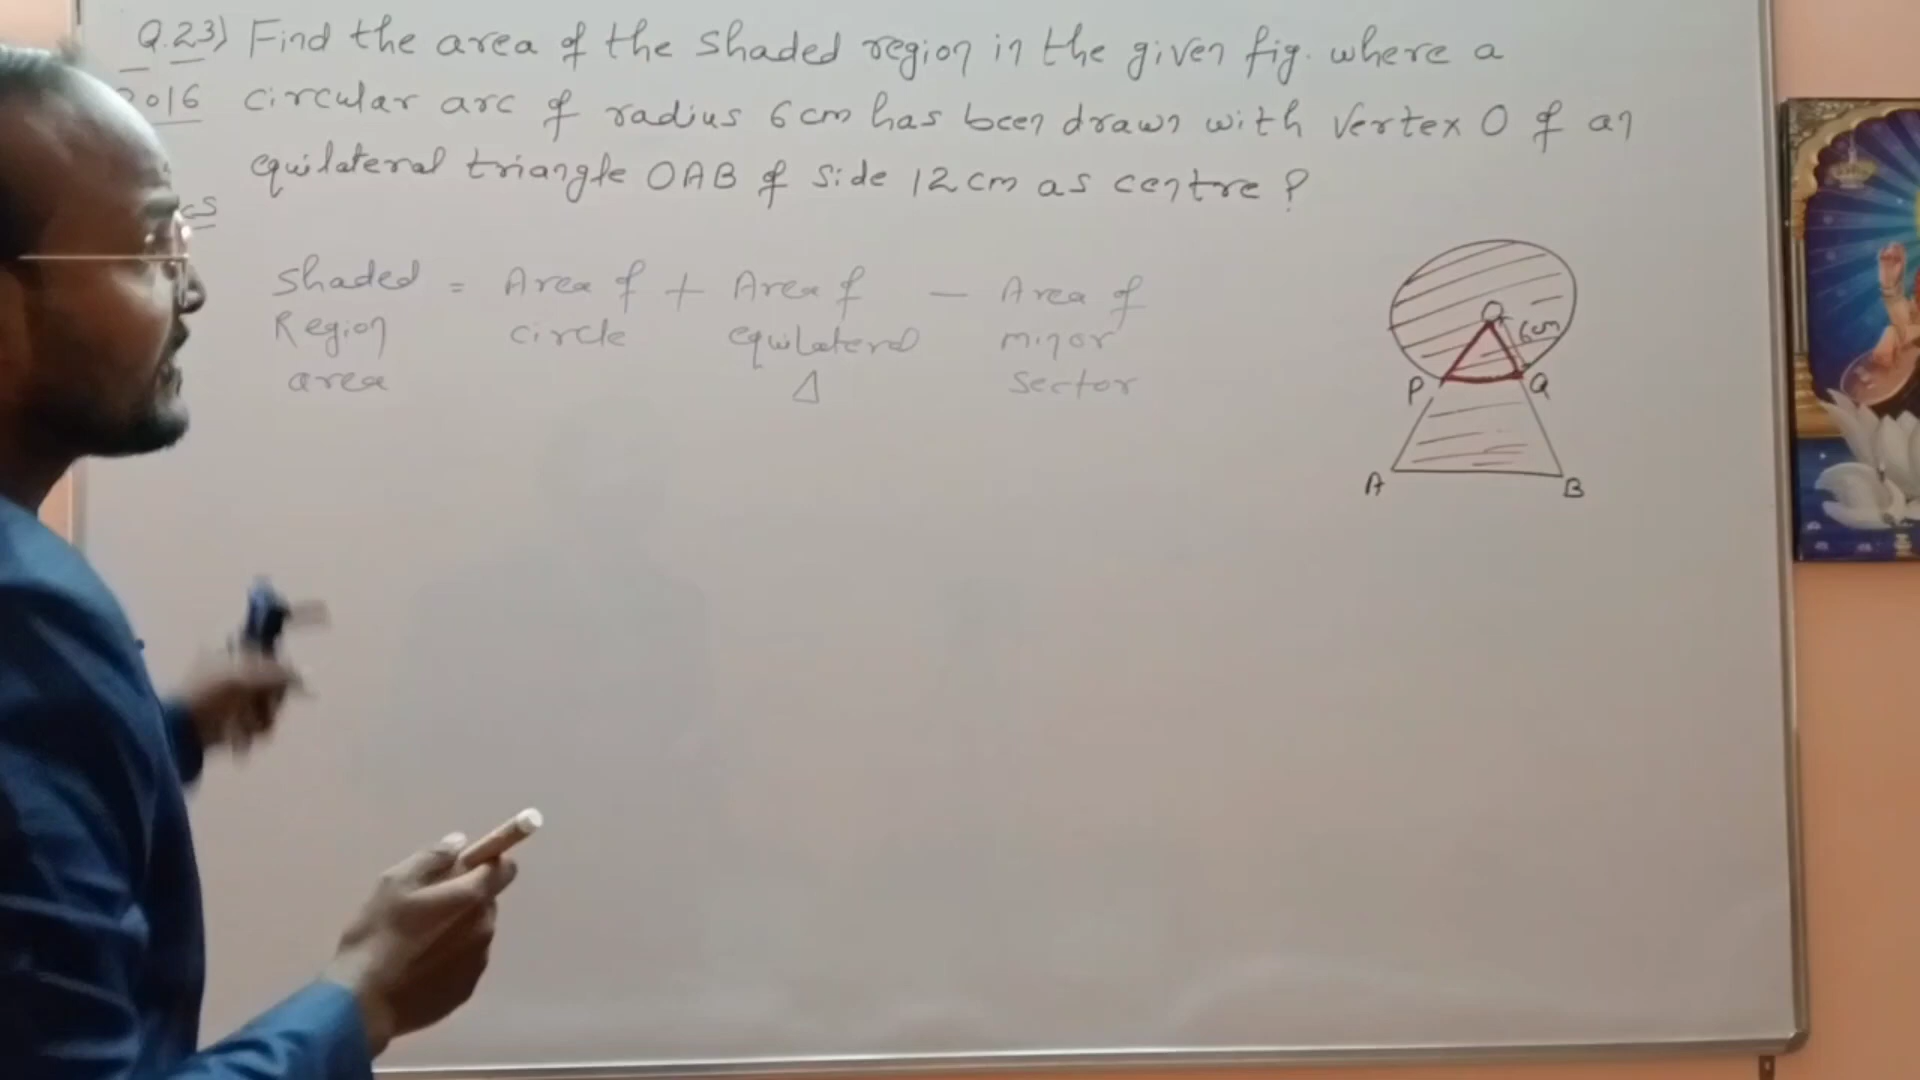 Q.23) Find the area of the shaded region in the given fig. where a
2016 circular arc of radius 6cm has been drawn with vertex O of an
equilateral triangle OAB of side 12cm as centre?
Shaded = Area of + Area of - Area of
Region circle equilateral minor
area Δ sector
O
6cm
P Q
A B